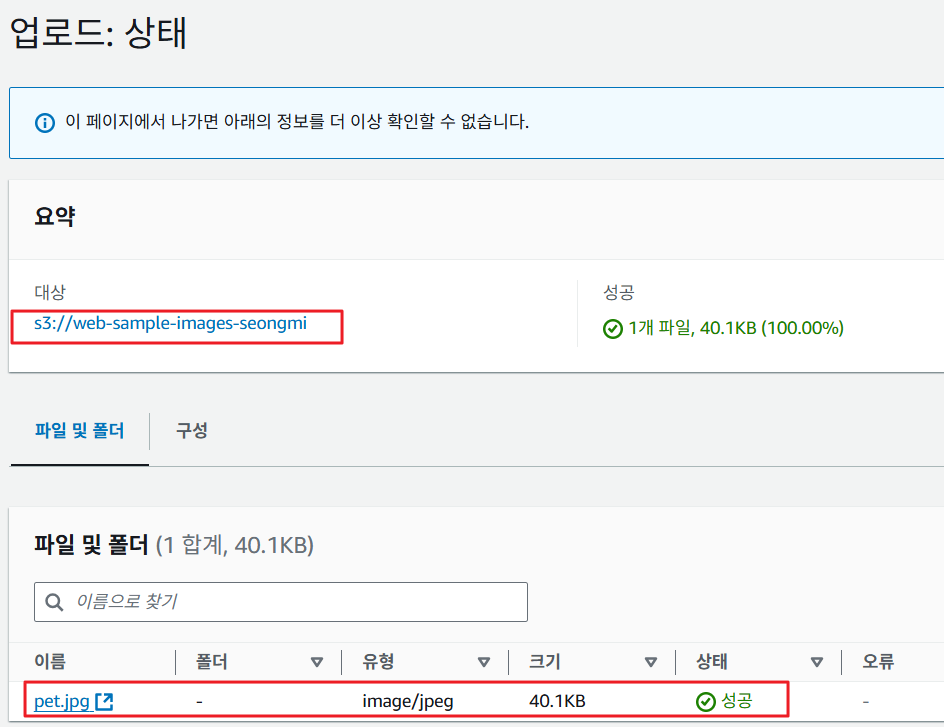 업로드: 상태
이 페이지에서 나가면 아래의 정보를 더 이상 확인할 수 없습니다.
요약
대상
s3://web-sample-images-seongmi
성공
1개 파일, 40.1KB (100.00%)
파일 및 폴더 구성
파일 및 폴더 (1 합계, 40.1KB)
이름으로 찾기
이름 폴더 유형 크기 상태 오류
pet.jpg - image/jpeg 40.1KB 성공 -